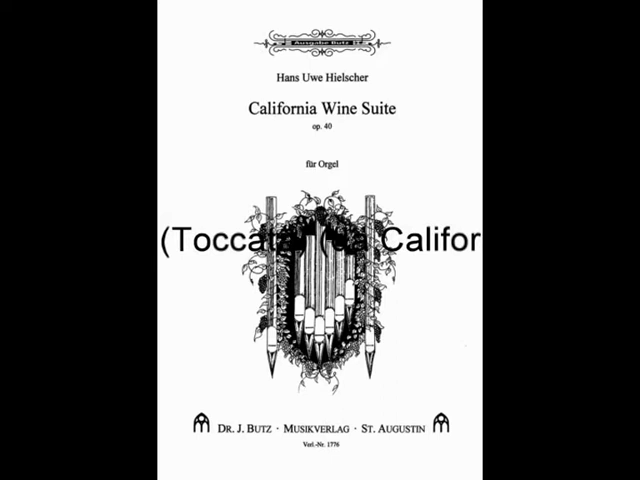 Ausgabe Butz
Hans Uwe Hielscher
California Wine Suite
op. 40
für Orgel
(Toccata) Califor
DR. J. BUTZ · MUSIKVERLAG · ST. AUGUSTIN
Verl.-Nr. 1776